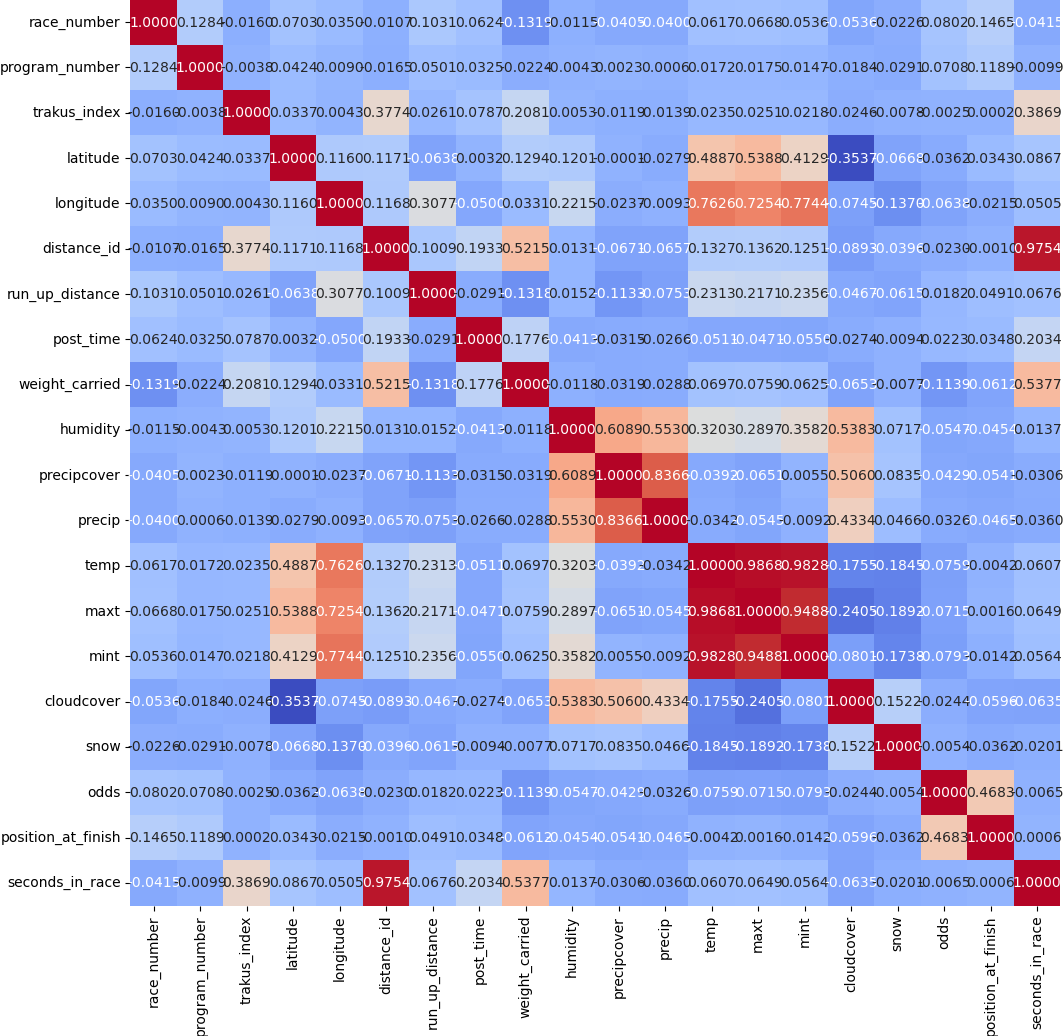 race_number 1.0000 0.1284 -0.0160 0.0703 0.0350 -0.0107 0.1031 0.0624 -0.1319 -0.0115 -0.0405 -0.0400 0.0617 0.0668 0.0536 -0.0536 -0.0226 0.0802 0.1465 -0.0415
program_number 0.1284 1.0000 -0.0038 0.0424 0.0090 -0.0165 0.0501 0.0325 -0.0224 -0.0043 0.0023 0.0006 0.0172 0.0175 0.0147 -0.0184 -0.0291 0.0708 0.1189 -0.0099
trakus_index -0.0160 -0.0038 1.0000 0.0337 0.0043 0.3774 0.0261 0.0787 0.2081 0.0053 -0.0119 -0.0139 0.0235 0.0251 0.0218 -0.0246 -0.0078 -0.0025 0.0002 0.3869
latitude 0.0703 0.0424 0.0337 1.0000 0.1160 0.1171 -0.0638 0.0032 0.1294 0.1201 -0.0001 -0.0279 0.4887 0.5388 0.4129 -0.3537 -0.0668 -0.0362 0.0343 0.0867
longitude 0.0350 0.0090 0.0043 0.1160 1.0000 0.1168 0.3077 -0.0500 0.0331 0.2215 -0.0237 -0.0093 0.7626 0.7254 0.7744 -0.0745 -0.1370 -0.0638 -0.0215 0.0505
distance_id -0.0107 -0.0165 0.3774 0.1171 0.1168 1.0000 0.1009 0.1933 0.5215 0.0131 -0.0671 -0.0657 0.1327 0.1362 0.1251 -0.0893 -0.0396 -0.0230 -0.0010 0.9754
run_up_distance 0.1031 0.0501 0.0261 -0.0638 0.3077 0.1009 1.0000 -0.0291 -0.1318 0.0152 -0.1133 -0.0753 0.2313 0.2171 0.2356 -0.0467 -0.0615 0.0182 0.0491 0.0676
post_time 0.0624 0.0325 0.0787 0.0032 -0.0500 0.1933 -0.0291 1.0000 0.1776 -0.0413 -0.0315 -0.0266 -0.0511 -0.0471 -0.0550 -0.0274 -0.0094 0.0223 0.0348 0.2034
weight_carried -0.1319 -0.0224 0.2081 0.1294 0.0331 0.5215 -0.1318 0.1776 1.0000 -0.0118 -0.0319 -0.0288 0.0697 0.0759 0.0625 -0.0653 -0.0077 -0.1139 -0.0612 0.5377
humidity -0.0115 -0.0043 0.0053 0.1201 0.2215 0.0131 0.0152 -0.0413 -0.0118 1.0000 0.6089 0.5530 0.3203 0.2897 0.3582 0.5383 0.0717 -0.0547 -0.0454 0.0137
precipcover -0.0405 0.0023 -0.0119 -0.0001 -0.0237 -0.0671 -0.1133 -0.0315 -0.0319 0.6089 1.0000 0.8366 -0.0392 -0.0651 0.0055 0.5060 0.0835 -0.0429 -0.0541 -0.0306
precip -0.0400 0.0006 -0.0139 -0.0279 -0.0093 -0.0657 -0.0753 -0.0266 -0.0288 0.5530 0.8366 1.0000 -0.0342 -0.0545 -0.0092 0.4334 0.0466 -0.0326 -0.0465 -0.0360
temp 0.0617 0.0172 0.0235 0.4887 0.7626 0.1327 0.2313 -0.0511 0.0697 0.3203 -0.0392 -0.0342 1.0000 0.9868 0.9828 -0.1755 -0.1845 -0.0759 -0.0042 0.0607
maxt 0.0668 0.0175 0.0251 0.5388 0.7254 0.1362 0.2171 -0.0471 0.0759 0.2897 -0.0651 -0.0545 0.9868 1.0000 0.9488 -0.2405 -0.1892 -0.0715 0.0016 0.0649
mint 0.0536 0.0147 0.0218 0.4129 0.7744 0.1251 0.2356 -0.0550 0.0625 0.3582 0.0055 -0.0092 0.9828 0.9488 1.0000 -0.0801 -0.1738 -0.0793 -0.0142 0.0564
cloudcover -0.0536 -0.0184 -0.0246 -0.3537 -0.0745 -0.0893 -0.0467 -0.0274 -0.0653 0.5383 0.5060 0.4334 -0.1755 -0.2405 -0.0801 1.0000 0.1522 -0.0244 -0.0596 -0.0635
snow -0.0226 -0.0291 -0.0078 -0.0668 -0.1370 -0.0396 -0.0615 -0.0094 -0.0077 0.0717 0.0835 0.0466 -0.1845 -0.1892 -0.1738 0.1522 1.0000 -0.0054 -0.0362 -0.0201
odds 0.0802 0.0708 -0.0025 -0.0362 -0.0638 -0.0230 0.0182 0.0223 -0.1139 -0.0547 -0.0429 -0.0326 -0.0759 -0.0715 -0.0793 -0.0244 -0.0054 1.0000 0.4683 -0.0065
position_at_finish 0.1465 0.1189 0.0002 0.0343 -0.0215 -0.0010 0.0491 0.0348 -0.0612 -0.0454 -0.0541 -0.0465 -0.0042 0.0016 -0.0142 -0.0596 -0.0362 0.4683 1.0000 0.0006
seconds_in_race -0.0415 -0.0099 0.3869 0.0867 0.0505 0.9754 0.0676 0.2034 0.5377 0.0137 -0.0306 -0.0360 0.0607 0.0649 0.0564 -0.0635 -0.0201 -0.0065 0.0006 1.0000
race_number
program_number
trakus_index
latitude
longitude
distance_id
run_up_distance
post_time
weight_carried
humidity
precipcover
precip
temp
maxt
mint
cloudcover
snow
odds
position_at_finish
seconds_in_race